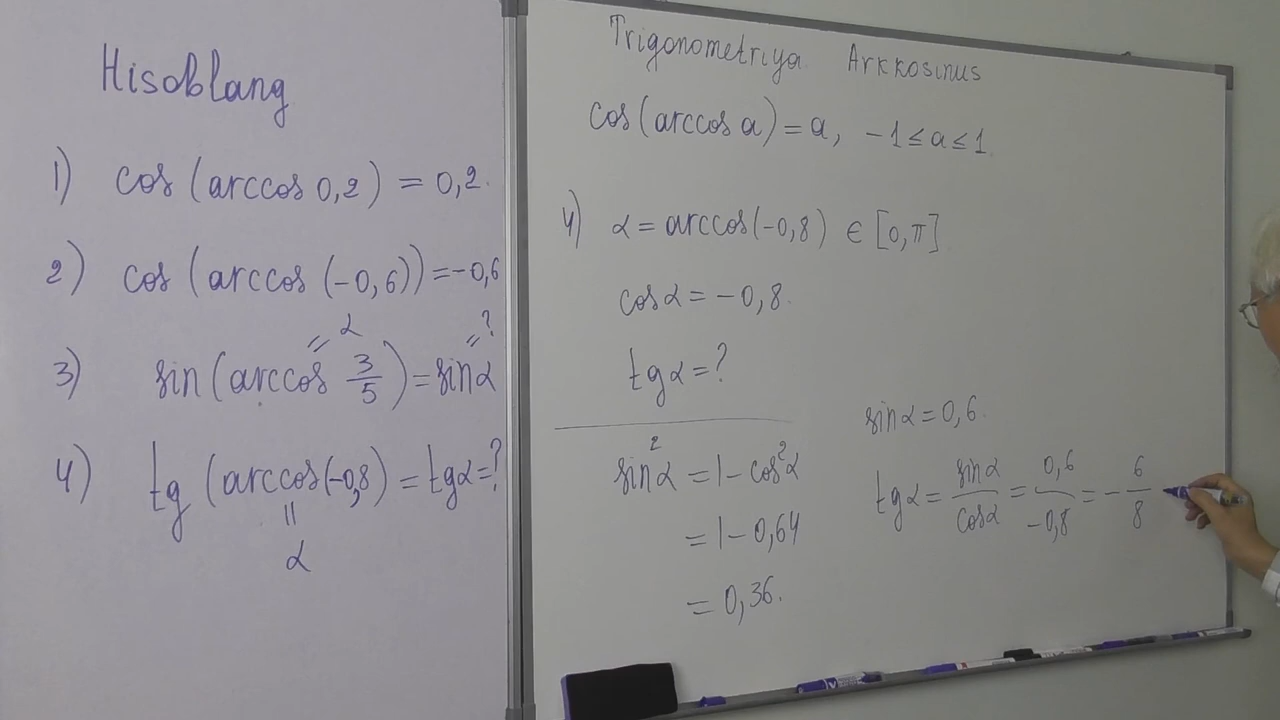 Hisoblang
1) cos (arccos 0,2) = 0,2.
2) cos (arccos (-0,6)) = -0,6
= α = ?
3) sin (arccos 3/5) = sin α
4) tg (arccos(-0,8) = tg α = ?
=
α
Trigonometriya Arkkosinus
cos (arccos a) = a, -1 ≤ a ≤ 1.
4) α = arccos(-0,8) ∈ [0, π]
cos α = -0,8.
tg α = ?
sin²α = 1 - cos²α
= 1 - 0,64
= 0,36.
sin α = 0,6.
tg α = sin α / cos α = 0,6 / -0,8 = - 6/8